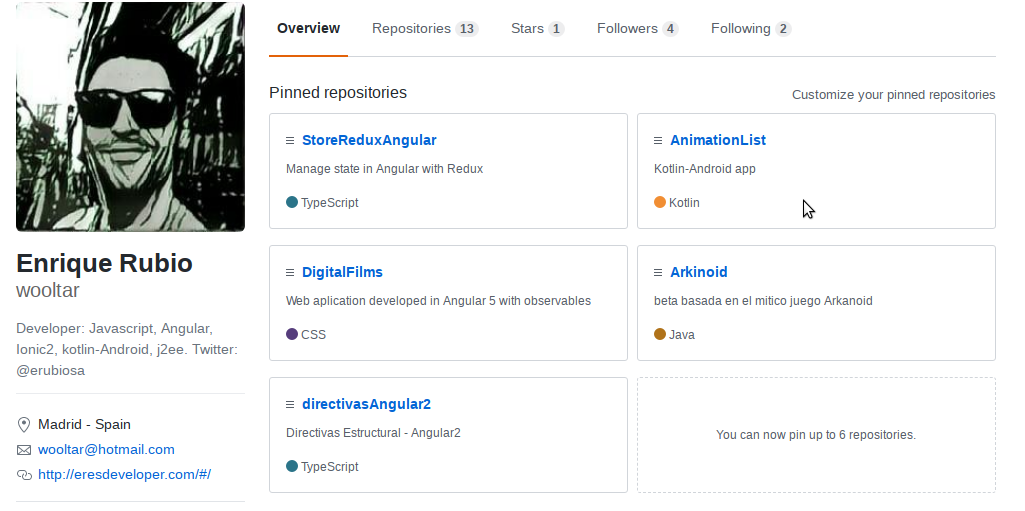 Overview
Repositories 13
Stars 1
Followers 4
Following 2
Pinned repositories
Customize your pinned repositories
StoreReduxAngular
Manage state in Angular with Redux
TypeScript
AnimationList
Kotlin-Android app
Kotlin
DigitalFilms
Web aplication developed in Angular 5 with observables
CSS
Arkinoid
beta basada en el mitico juego Arkanoid
Java
directivasAngular2
Directivas Estructural - Angular2
TypeScript
You can now pin up to 6 repositories.
Enrique Rubio
wooltar
Developer: Javascript, Angular,
Ionic2, kotlin-Android, j2ee. Twitter:
@erubiosa
Madrid - Spain
wooltar@hotmail.com
http://eresdeveloper.com/#/